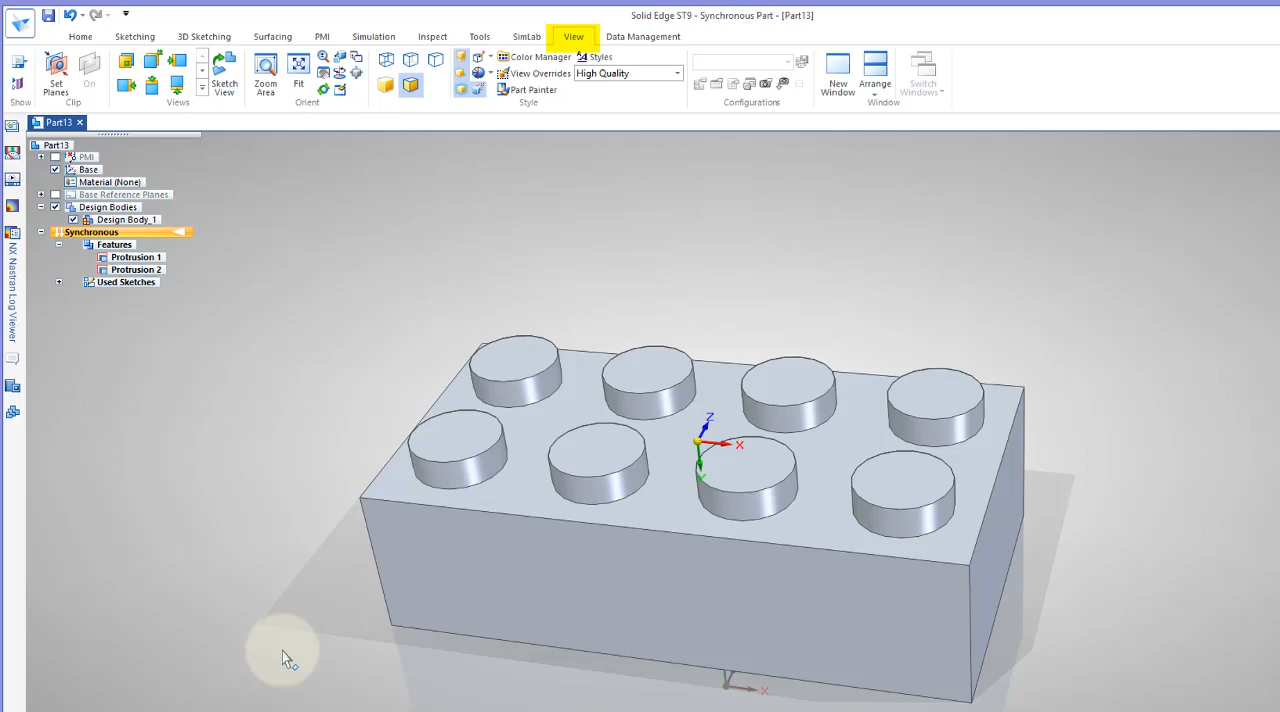 Solid Edge ST9 - Synchronous Part - [Part13]
Home Sketching 3D Sketching Surfacing PMI Simulation Inspect Tools SimLab View Data Management
Set Planes
On
Sketch View
Zoom Area
Fit
Color Manager
Styles
View Overrides
High Quality
Part Painter
New Window
Arrange
Switch Windows
Show Clip Views Orient Style Configurations Window
Part13
NX Nastran Log Viewer
Part13
PMI
Base
Material (None)
Base Reference Planes
Design Bodies
Design Body_1
Synchronous
Features
Protrusion 1
Protrusion 2
Used Sketches
Z
X
Y
X